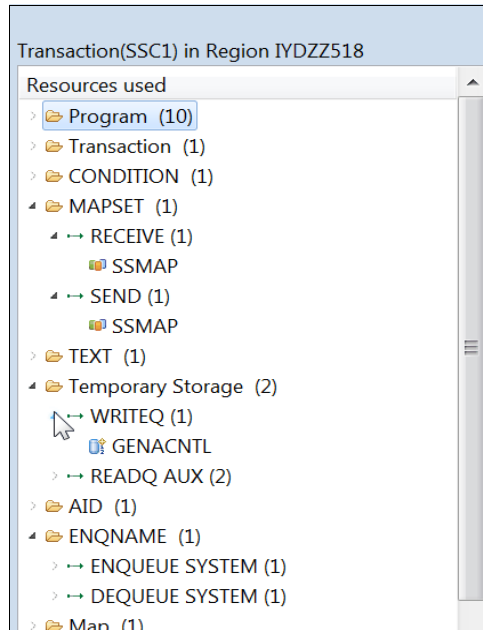 Transaction(SSC1) in Region IYDZZ518
Resources used
Program (10)
Transaction (1)
CONDITION (1)
MAPSET (1)
RECEIVE (1)
SSMAP
SEND (1)
SSMAP
TEXT (1)
Temporary Storage (2)
WRITEQ (1)
GENACNTL
READQ AUX (2)
AID (1)
ENQNAME (1)
ENQUEUE SYSTEM (1)
DEQUEUE SYSTEM (1)
Map (1)